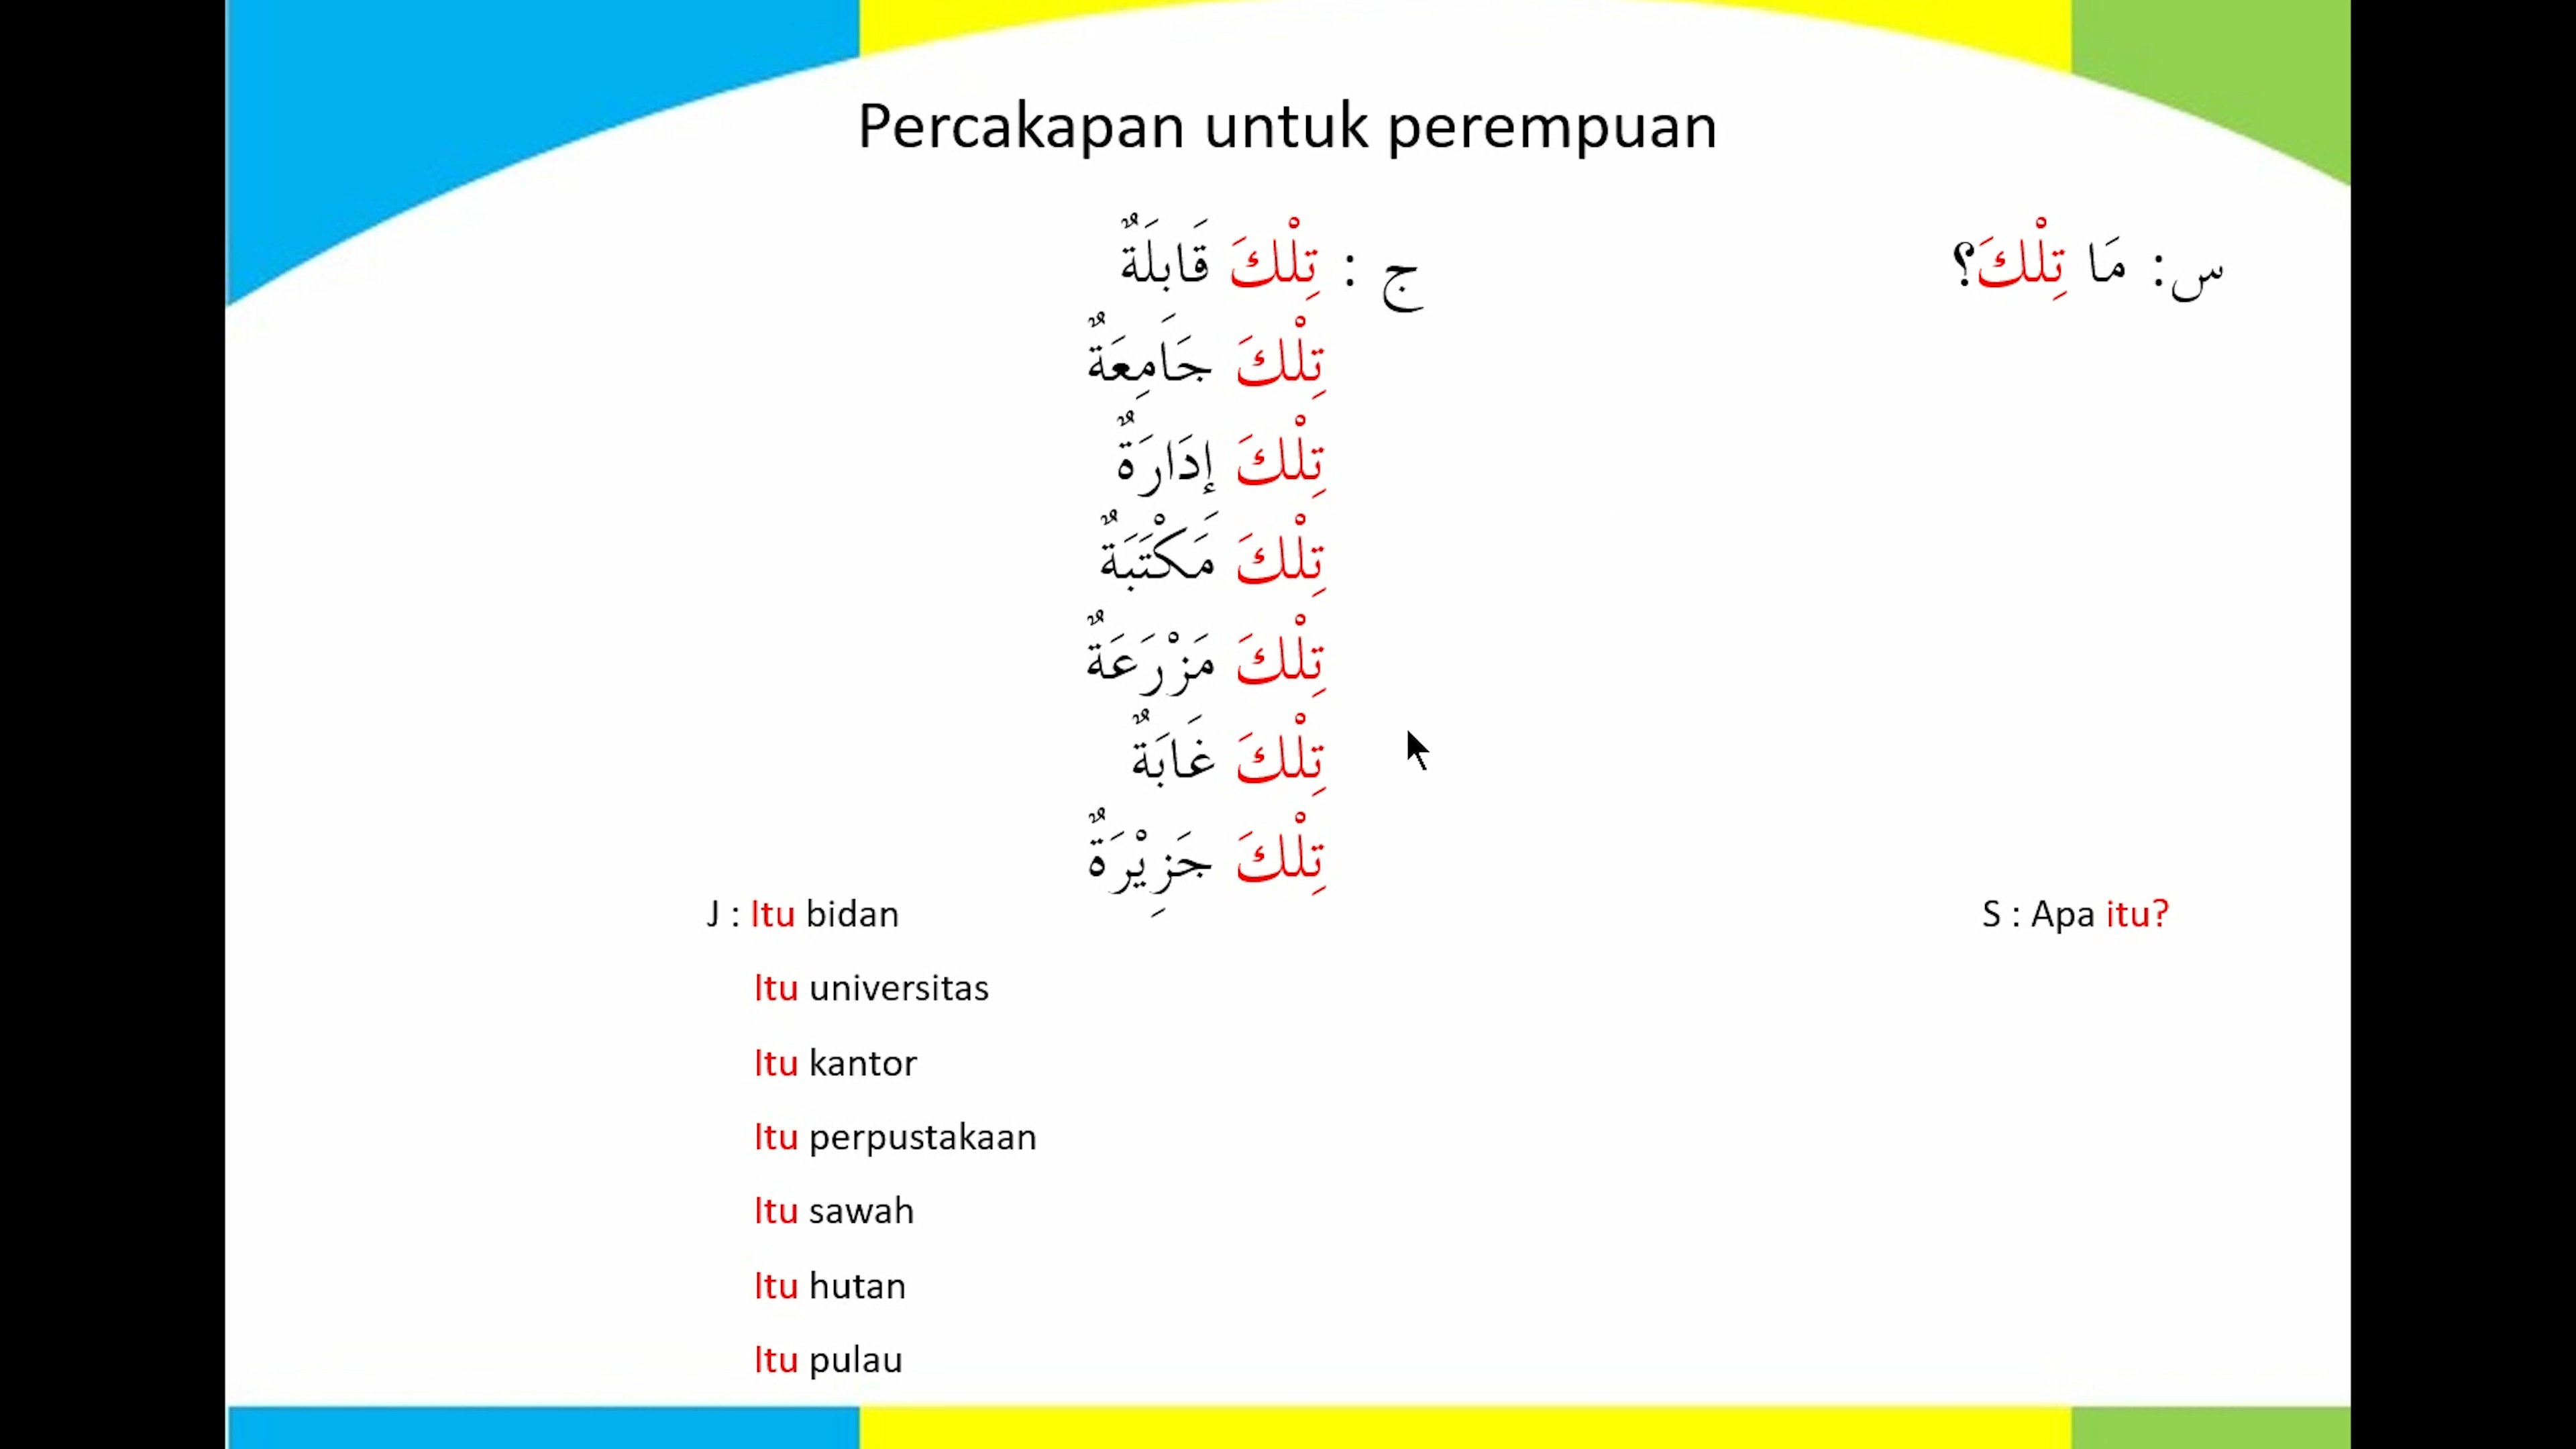 Percakapan untuk perempuan
س: مَا تِلْكَ؟
ج : تِلْكَ قَابِلَةٌ
تِلْكَ جَامِعَةٌ
تِلْكَ إِدَارَةٌ
تِلْكَ مَكْتَبَةٌ
تِلْكَ مَزْرَعَةٌ
تِلْكَ غَابَةٌ
تِلْكَ جَزِيْرَةٌ
S : Apa itu?
J : Itu bidan
Itu universitas
Itu kantor
Itu perpustakaan
Itu sawah
Itu hutan
Itu pulau